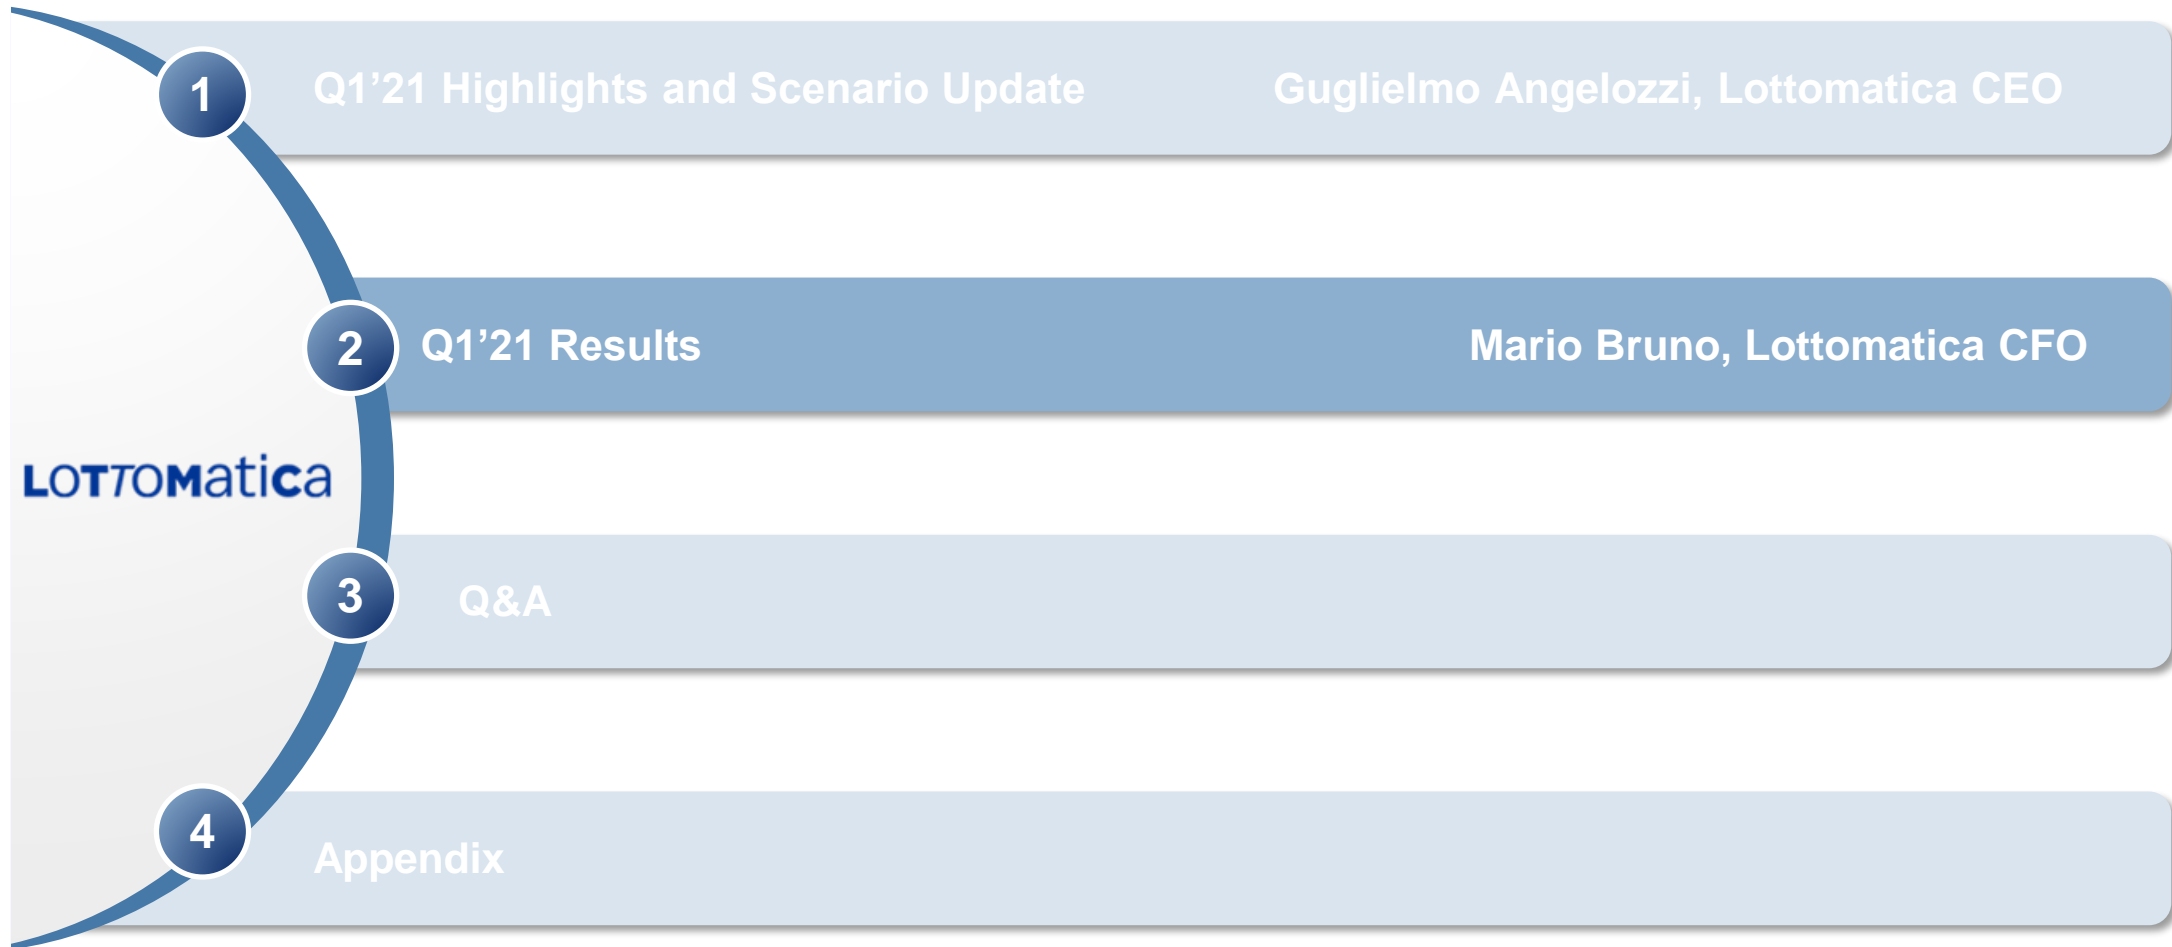 1 Q1’21 Highlights and Scenario Update Guglielmo Angelozzi, Lottomatica CEO
2 Q1’21 Results Mario Bruno, Lottomatica CFO
LOTTOMatica
3 Q&A
4 Appendix